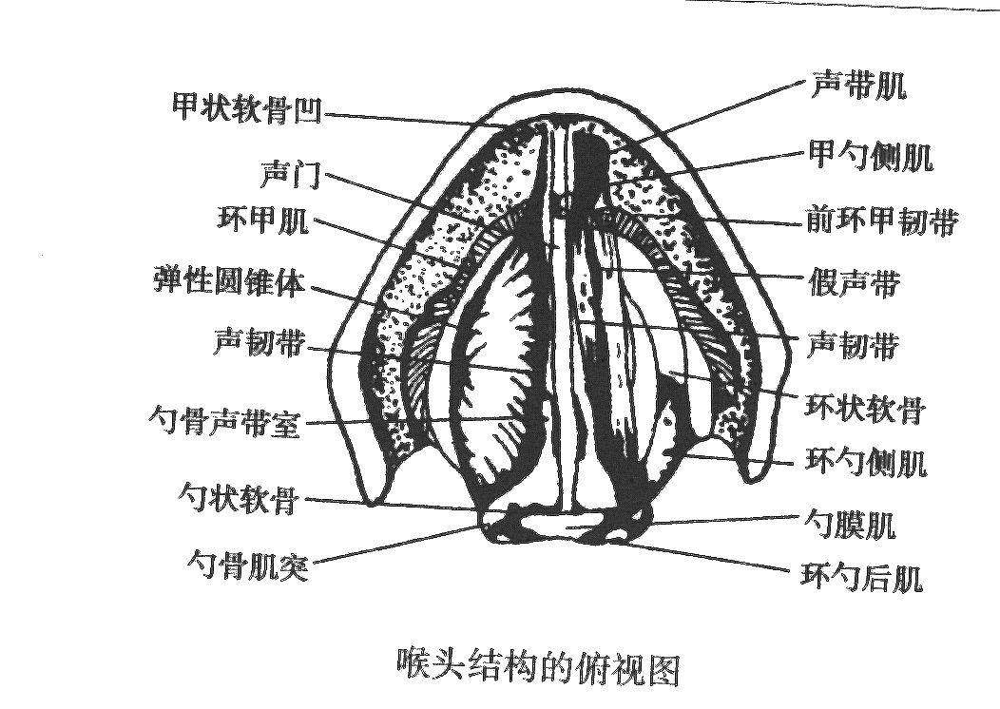 甲状软骨凹
声门
环甲肌
弹性圆锥体
声韧带
勺骨声带室
勺状软骨
勺骨肌突
声带肌
甲勺侧肌
前环甲韧带
假声带
声韧带
环状软骨
环勺侧肌
勺膜肌
环勺后肌
喉头结构的俯视图